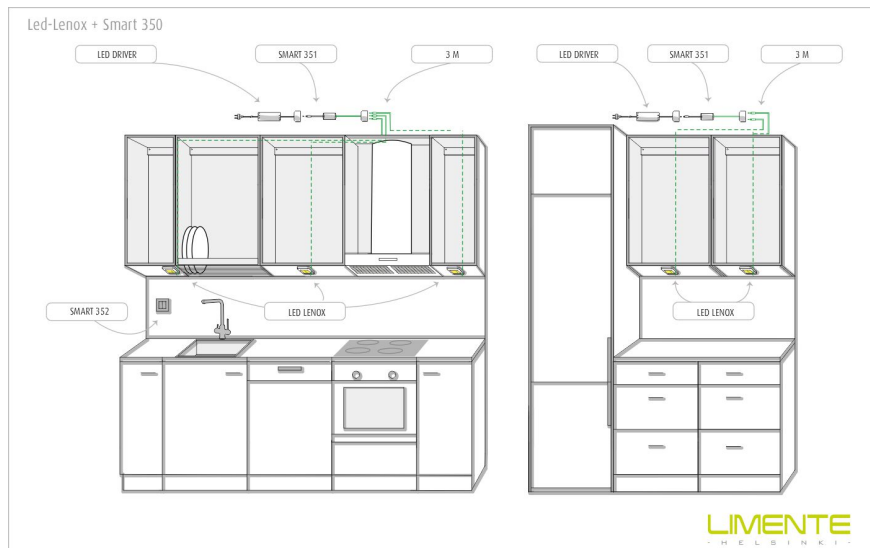 Led-Lenox + Smart 350
LED DRIVER
SMART 351
3 M
LED DRIVER
SMART 351
3 M
SMART 352
LED LENOX
LED LENOX
LIMENTE
- HELSINKI -